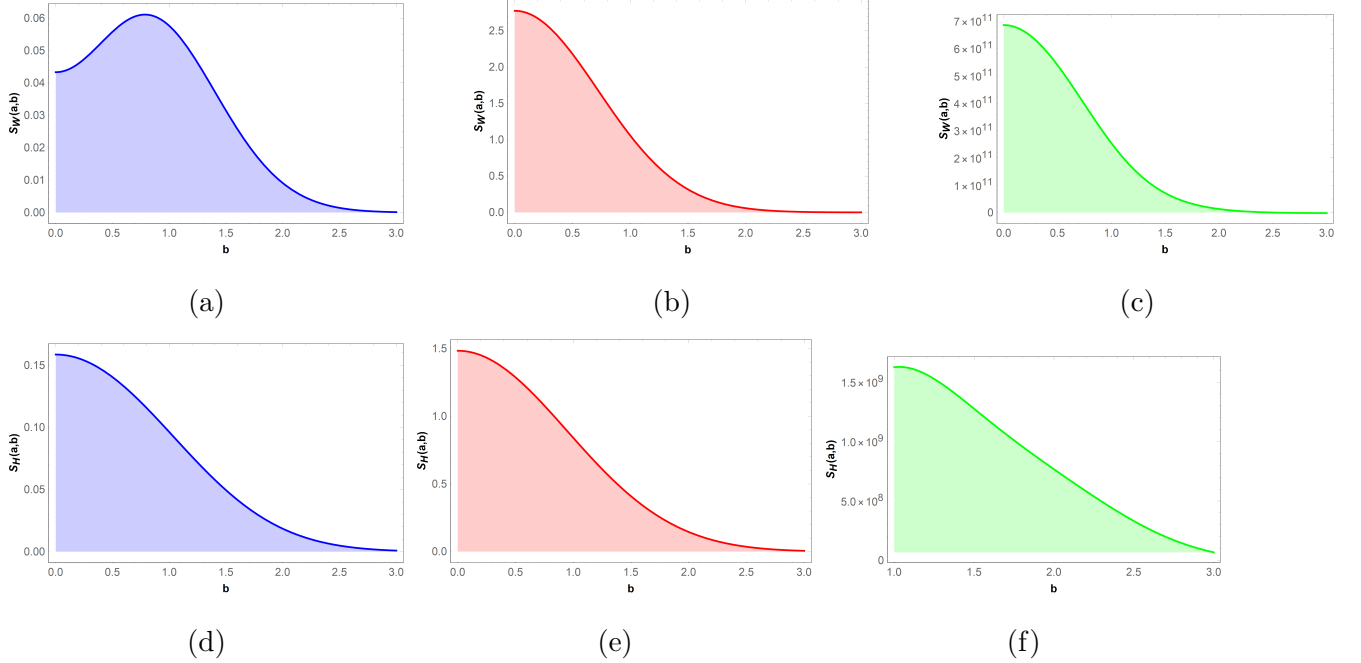 0.06
0.05
0.04
0.03
0.02
0.01
0.00
S_W(a,b)
0.0 0.5 1.0 1.5 2.0 2.5 3.0
b
(a)
2.5
2.0
1.5
1.0
0.5
0.0
S_W(a,b)
0.0 0.5 1.0 1.5 2.0 2.5 3.0
b
(b)
7×10^11
6×10^11
5×10^11
4×10^11
3×10^11
2×10^11
1×10^11
0
S_W(a,b)
0.0 0.5 1.0 1.5 2.0 2.5 3.0
b
(c)
0.15
0.10
0.05
0.00
S_H(a,b)
0.0 0.5 1.0 1.5 2.0 2.5 3.0
b
(d)
1.5
1.0
0.5
0.0
S_H(a,b)
0.0 0.5 1.0 1.5 2.0 2.5 3.0
b
(e)
1.5×10^9
1.0×10^9
5.0×10^8
0
S_H(a,b)
1.0 1.5 2.0 2.5 3.0
b
(f)